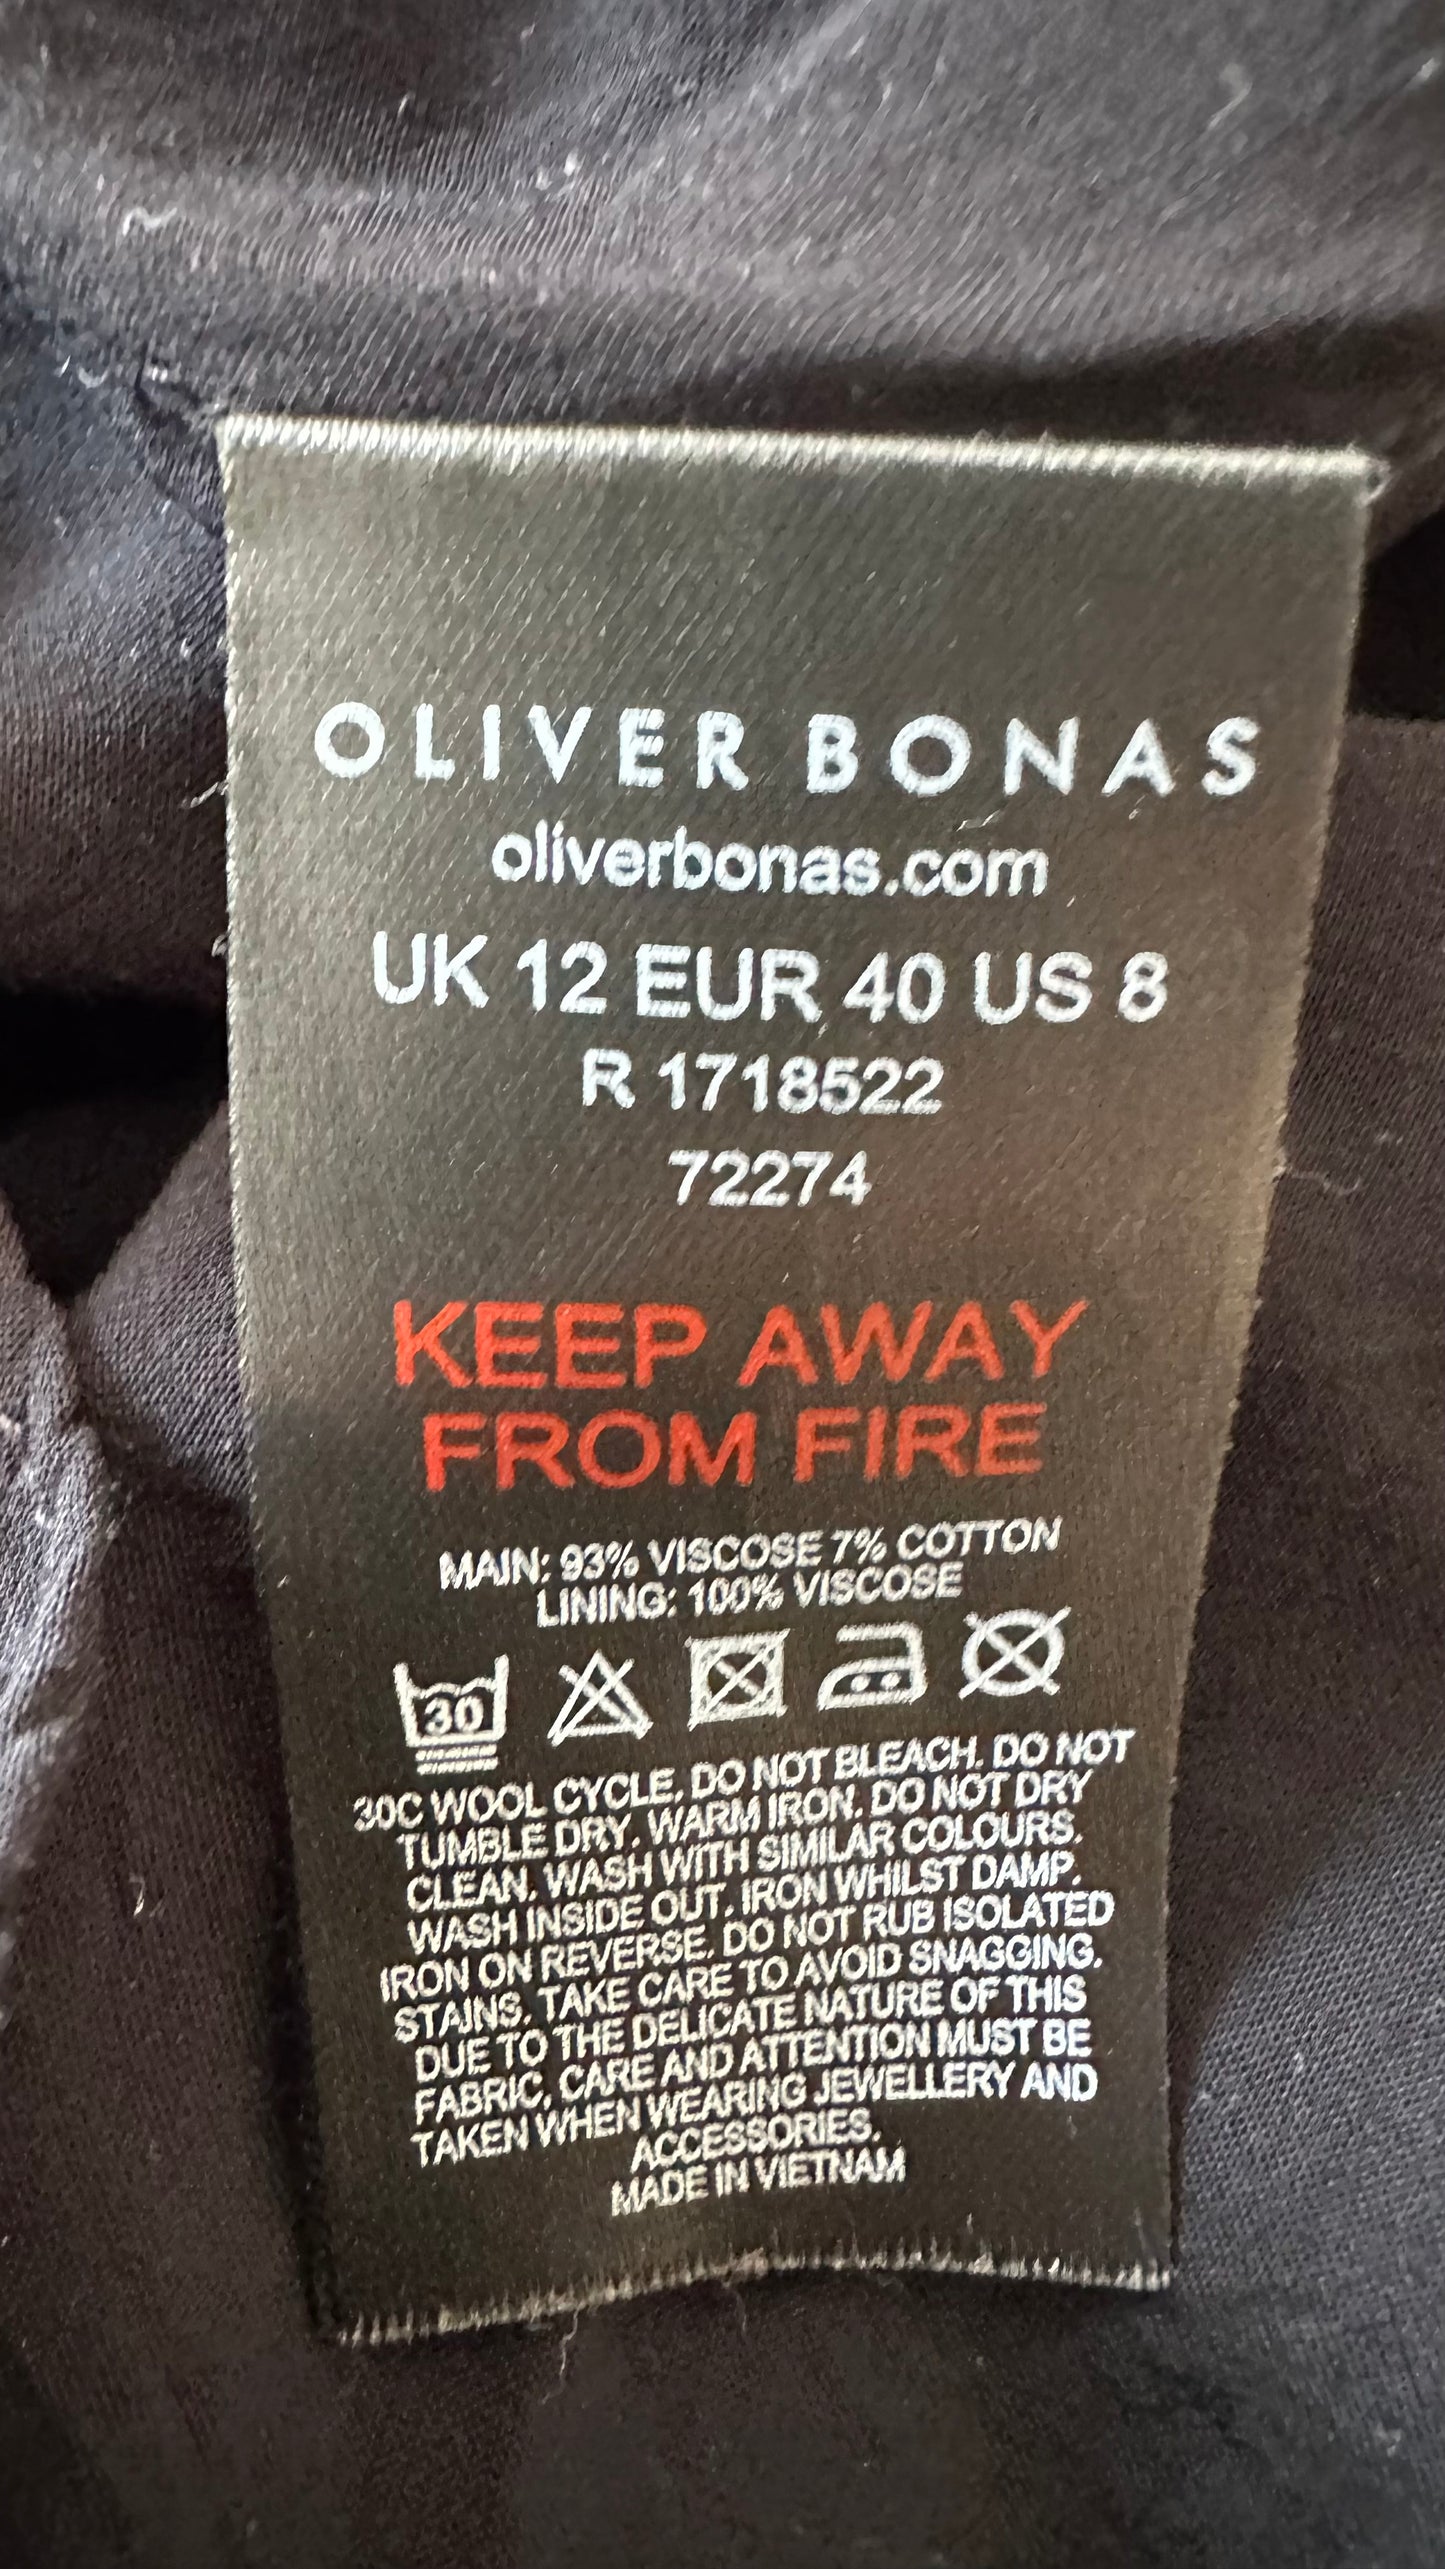 OLIVER BONAS
oliverbonas.com
UK 12 EUR 40 US 8
R 1718522
72274
KEEP AWAY
FROM FIRE
MAIN: 93% VISCOSE 7% COTTON
LINING: 100% VISCOSE
30
30C WOOL CYCLE. DO NOT BLEACH. DO NOT
TUMBLE DRY. WARM IRON. DO NOT DRY
CLEAN. WASH WITH SIMILAR COLOURS.
WASH INSIDE OUT. IRON WHILST DAMP.
IRON ON REVERSE. DO NOT RUB ISOLATED
STAINS. TAKE CARE TO AVOID SNAGGING.
DUE TO THE DELICATE NATURE OF THIS
FABRIC, CARE AND ATTENTION MUST BE
TAKEN WHEN WEARING JEWELLERY AND
ACCESSORIES.
MADE IN VIETNAM